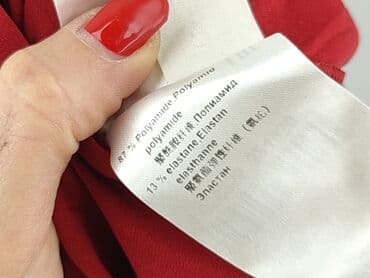 87 % Polyamide Polyamid
polyamide Полиамид
聚酰胺纤维
13 % elastane Elastan
elasthanne
聚氨酯弹性纤维 (氨纶)
Эластан